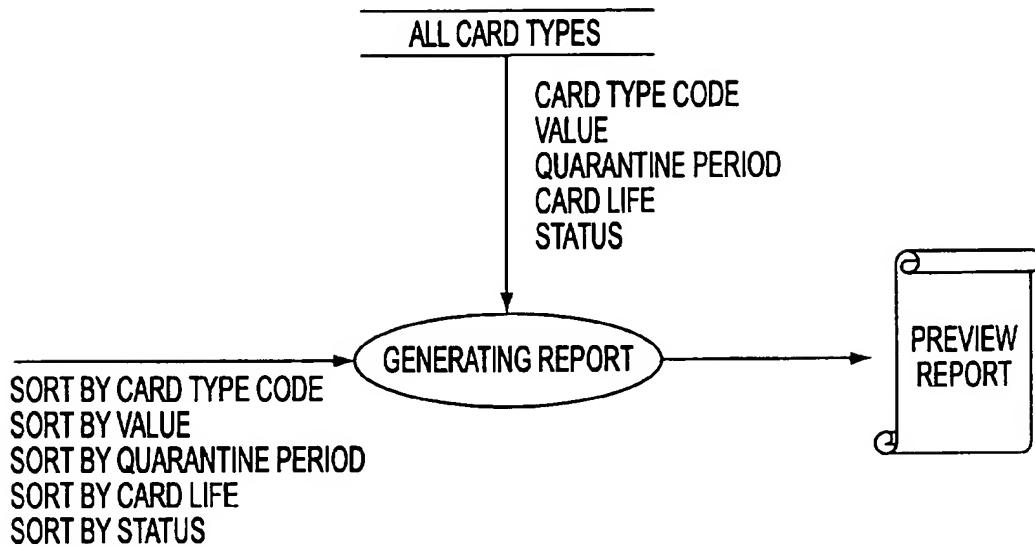 ALL CARD TYPES
CARD TYPE CODE
VALUE
QUARANTINE PERIOD
CARD LIFE
STATUS
GENERATING REPORT
PREVIEW
REPORT
SORT BY CARD TYPE CODE
SORT BY VALUE
SORT BY QUARANTINE PERIOD
SORT BY CARD LIFE
SORT BY STATUS